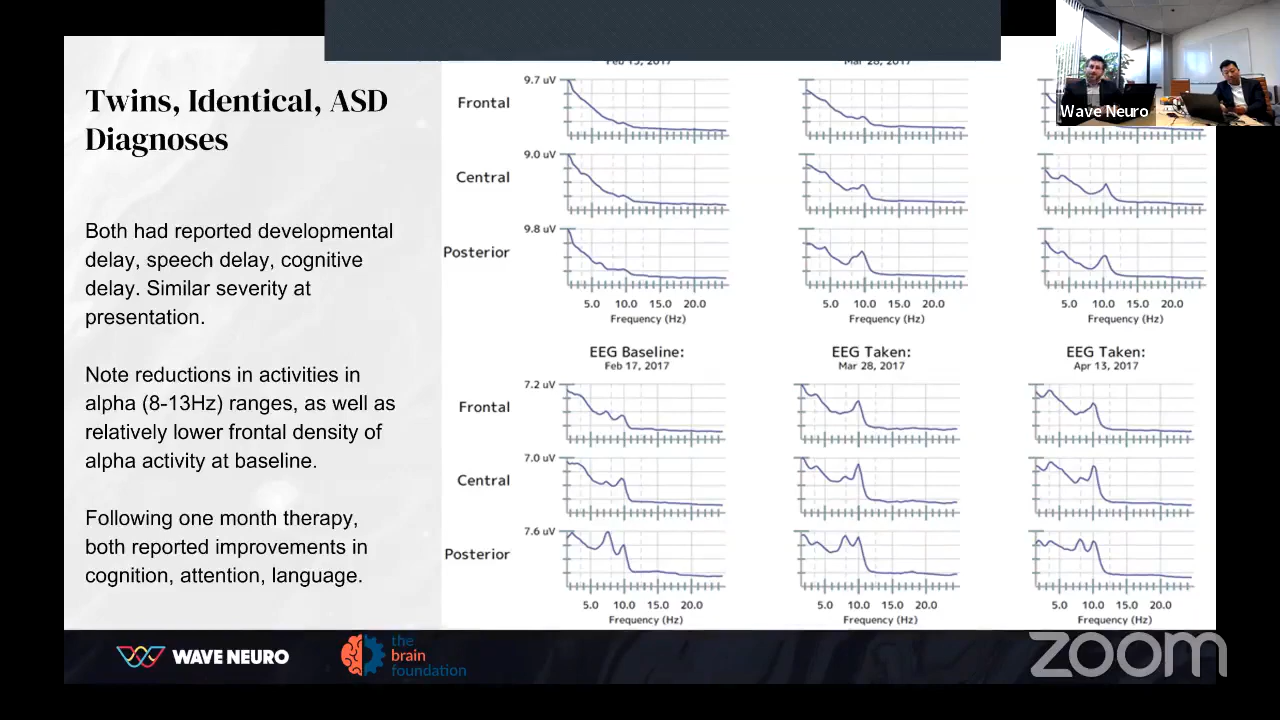 Twins, Identical, ASD
Diagnoses
Both had reported developmental
delay, speech delay, cognitive
delay. Similar severity at
presentation.
Note reductions in activities in
alpha (8-13Hz) ranges, as well as
relatively lower frontal density of
alpha activity at baseline.
Following one month therapy,
both reported improvements in
cognition, attention, language.
Mar 28, 2017
9.7 uV
Frontal
9.0 uV
Central
9.8 uV
Posterior
5.0 10.0 15.0 20.0
Frequency (Hz)
5.0 10.0 15.0 20.0
Frequency (Hz)
5.0 10.0 15.0 20.0
Frequency (Hz)
EEG Baseline:
Feb 17, 2017
EEG Taken:
Mar 28, 2017
EEG Taken:
Apr 13, 2017
7.2 uV
Frontal
7.0 uV
Central
7.6 uV
Posterior
5.0 10.0 15.0 20.0
Frequency (Hz)
5.0 10.0 15.0 20.0
Frequency (Hz)
5.0 10.0 15.0 20.0
Frequency (Hz)
Wave Neuro
WAVE NEURO
the
brain
foundation
zoom